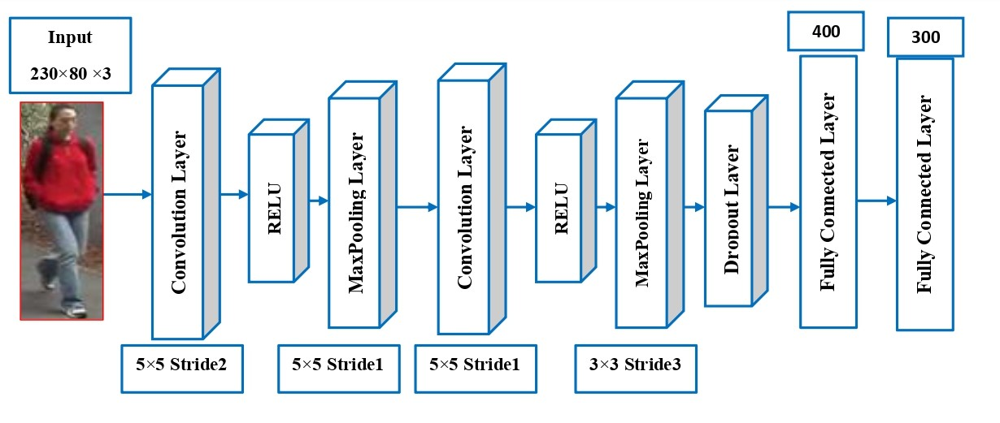 Input
230×80 ×3
Convolution Layer
RELU
MaxPooling Layer
Convolution Layer
RELU
MaxPooling Layer
Dropout Layer
400
Fully Connected Layer
300
Fully Connected Layer
5×5 Stride2
5×5 Stride1
5×5 Stride1
3×3 Stride3